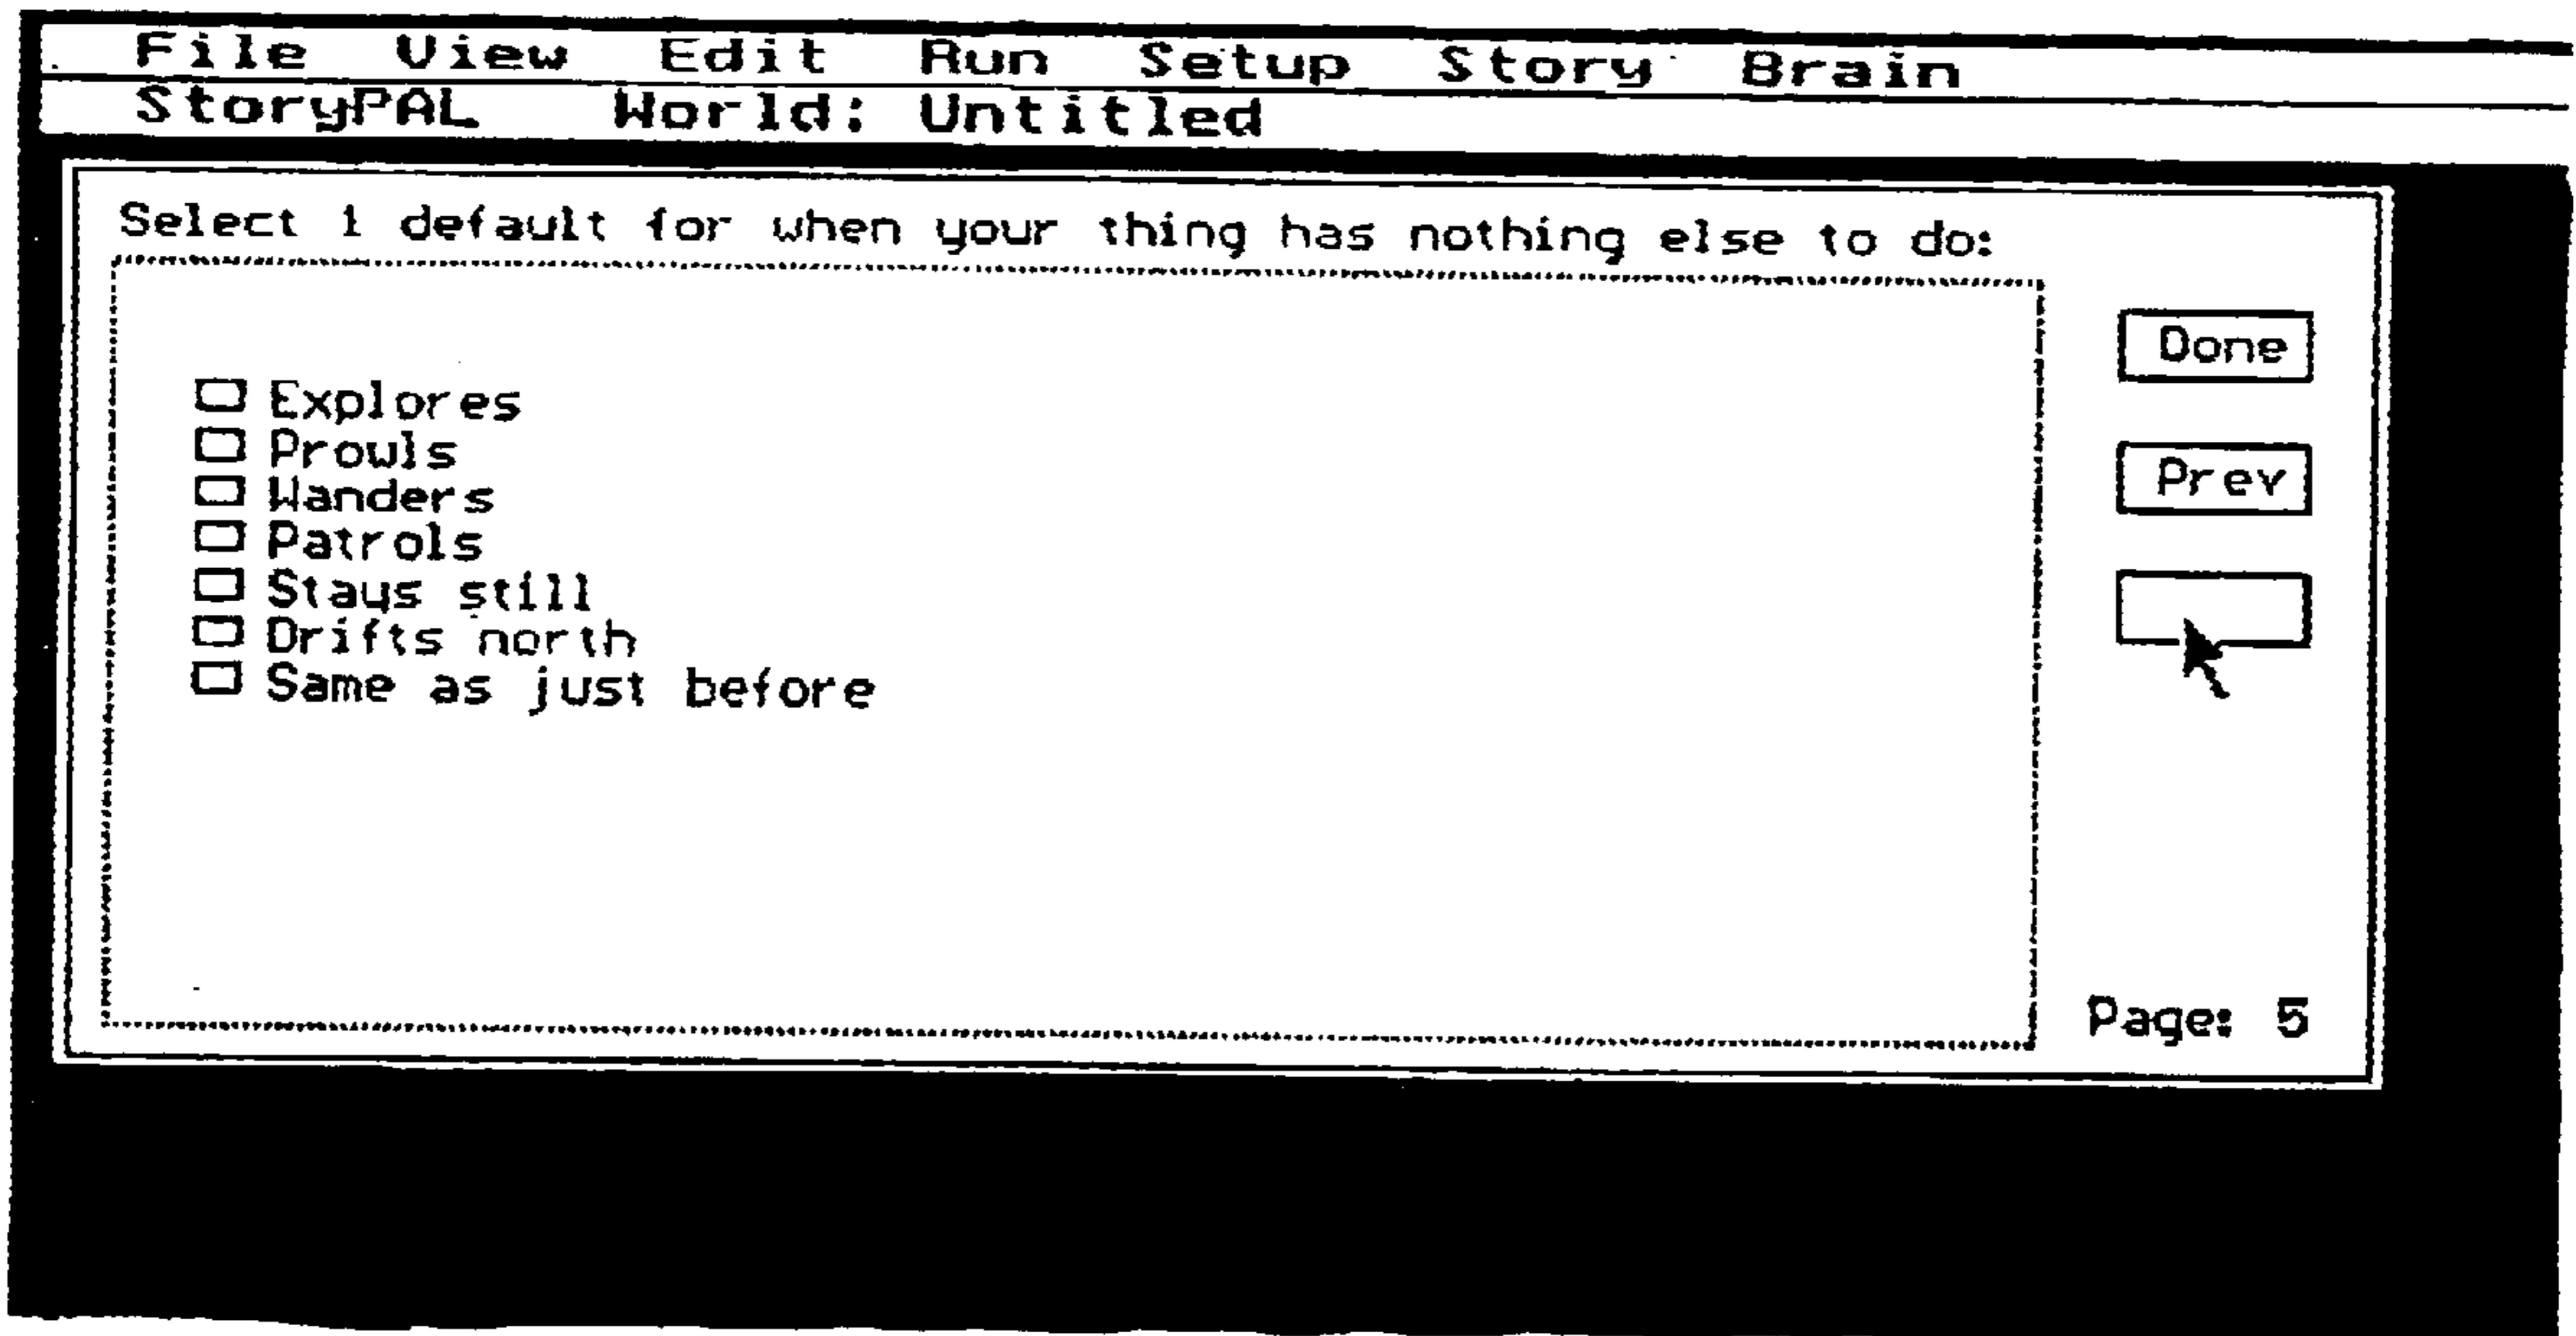 File View Edit Run Setup Story Brain
StoryPAL World: Untitled
Select 1 default for when your thing has nothing else to do:
Explores
Prowls
Wanders
Patrols
Stays still
Drifts north
Same as just before
Done
Prev
Page: 5